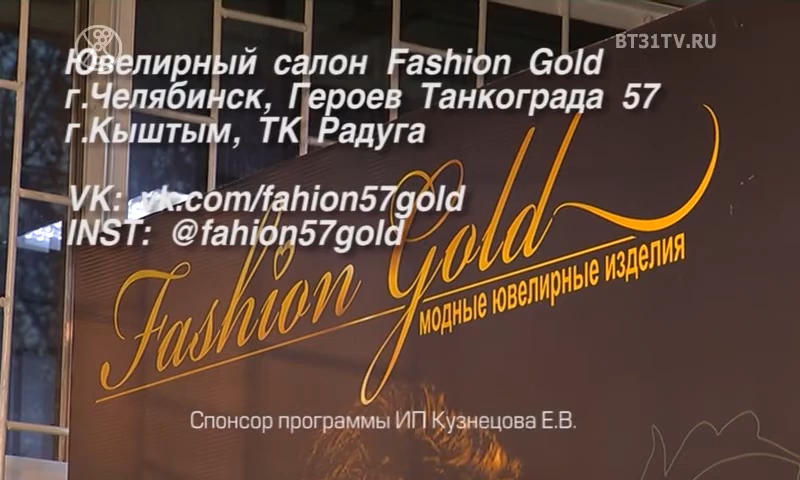 BT31TV.RU
Ювелирный салон Fashion Gold
г.Челябинск, Героев Танкограда 57
г.Кыштым, ТК Радуга
VK: vk.com/fahion57gold
INST: @fahion57gold
Fashion Gold
модные ювелирные изделия
Спонсор программы ИП Кузнецова Е.В.